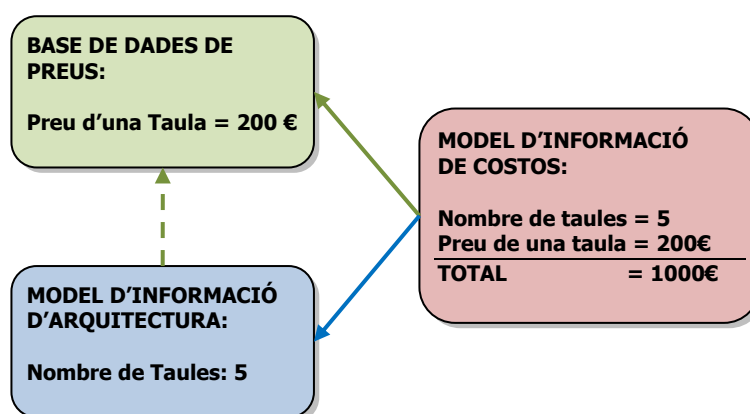 BASE DE DADES DE
PREUS:
Preu d’una Taula = 200 €
MODEL D’INFORMACIÓ
DE COSTOS:
Nombre de taules = 5
Preu de una taula = 200€
TOTAL = 1000€
MODEL D’INFORMACIÓ
D’ARQUITECTURA:
Nombre de Taules: 5